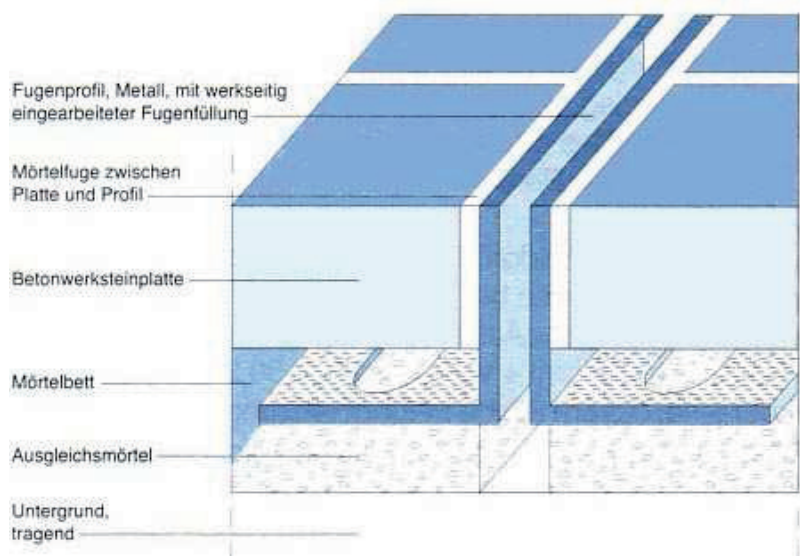 Fugenprofil, Metall, mit werkseitig
eingearbeiteter Fugenfüllung
Mörtelfuge zwischen
Platte und Profil
Betonwerksteinplatte
Mörtelbett
Ausgleichsmörtel
Untergrund,
tragend